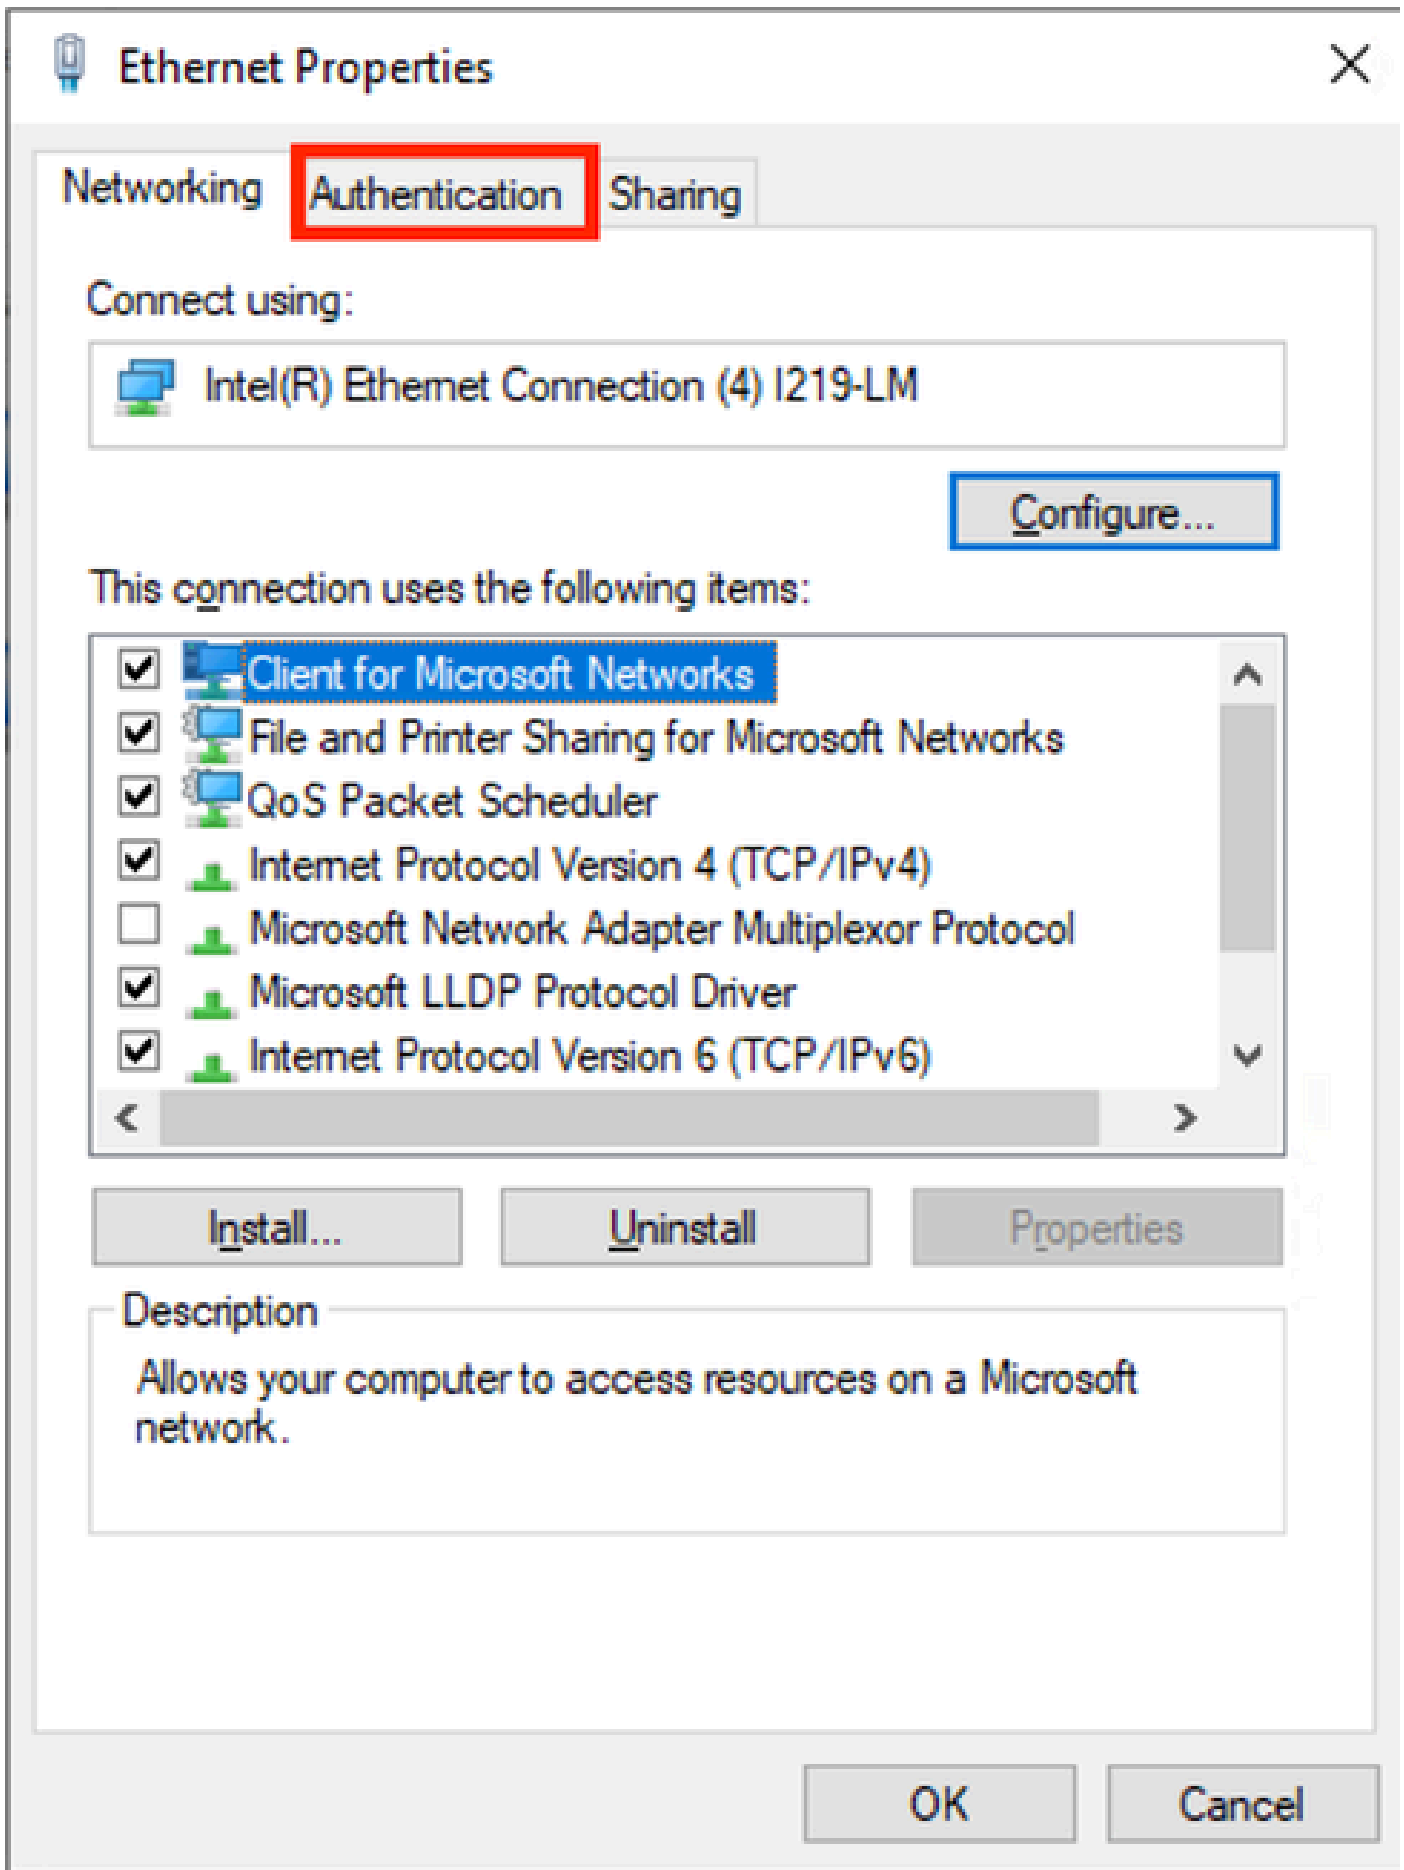 Ethernet Properties
Networking Authentication Sharing
Connect using:
Intel(R) Ethernet Connection (4) I219-LM
Configure...
This connection uses the following items:
Client for Microsoft Networks
File and Printer Sharing for Microsoft Networks
QoS Packet Scheduler
Internet Protocol Version 4 (TCP/IPv4)
Microsoft Network Adapter Multiplexor Protocol
Microsoft LLDP Protocol Driver
Internet Protocol Version 6 (TCP/IPv6)
Install... Uninstall Properties
Description
Allows your computer to access resources on a Microsoft
network.
OK Cancel